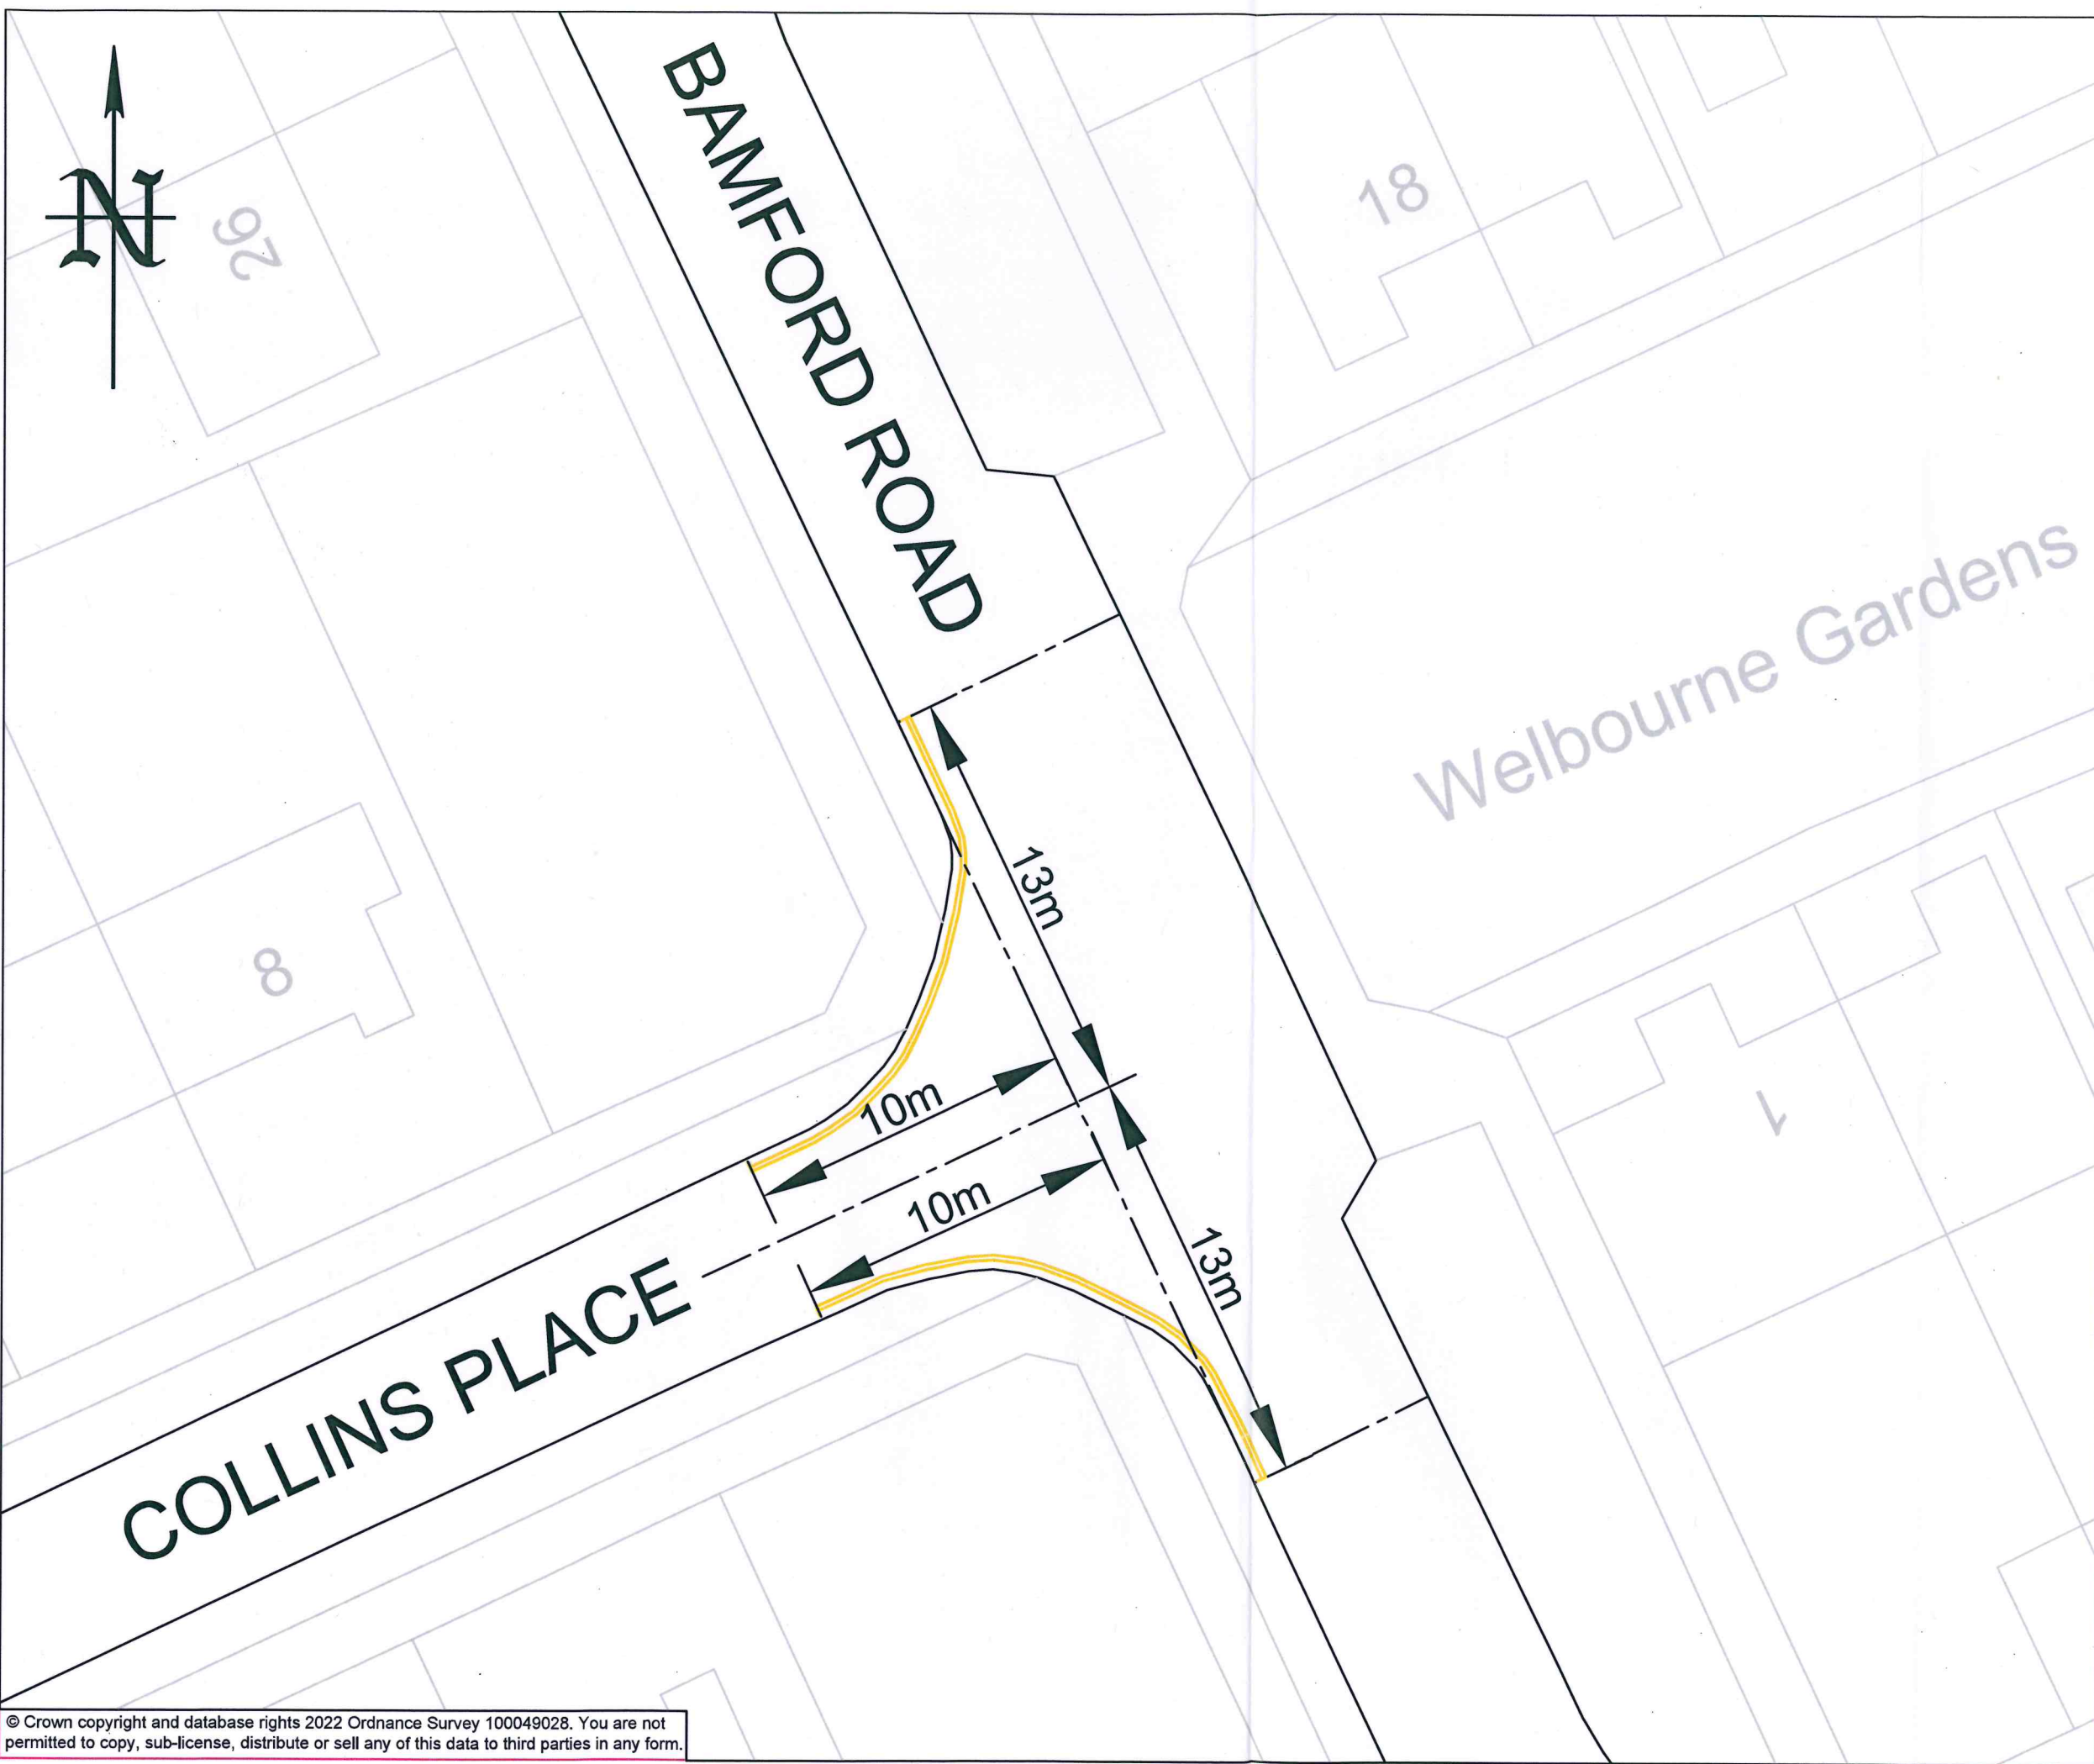 BAMFORD ROAD
N
26
18
Welbourne Gardens
13m
8
10m
1
10m
13m
COLLINS PLACE
© Crown copyright and database rights 2022 Ordnance Survey 100049028. You are not
permitted to copy, sub-license, distribute or sell any of this data to third parties in any form.